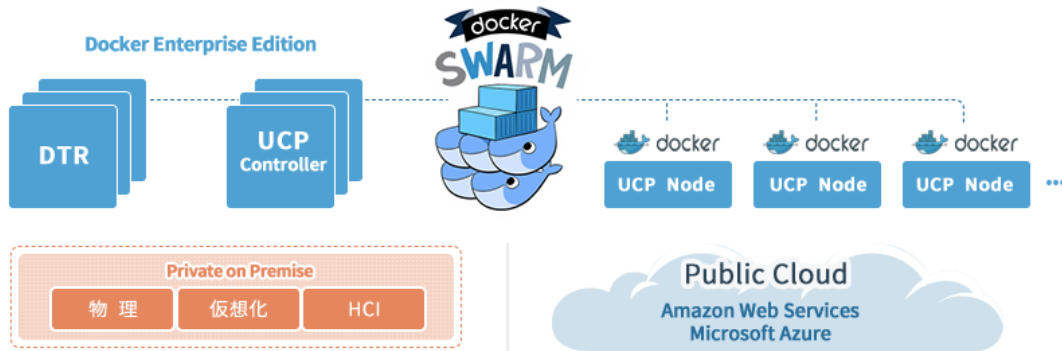 Docker Enterprise Edition
docker
SWARM
DTR
UCP
Controller
docker
docker
docker
UCP Node
UCP Node
UCP Node
...
Private on Premise
物 理
仮想化
HCI
Public Cloud
Amazon Web Services
Microsoft Azure